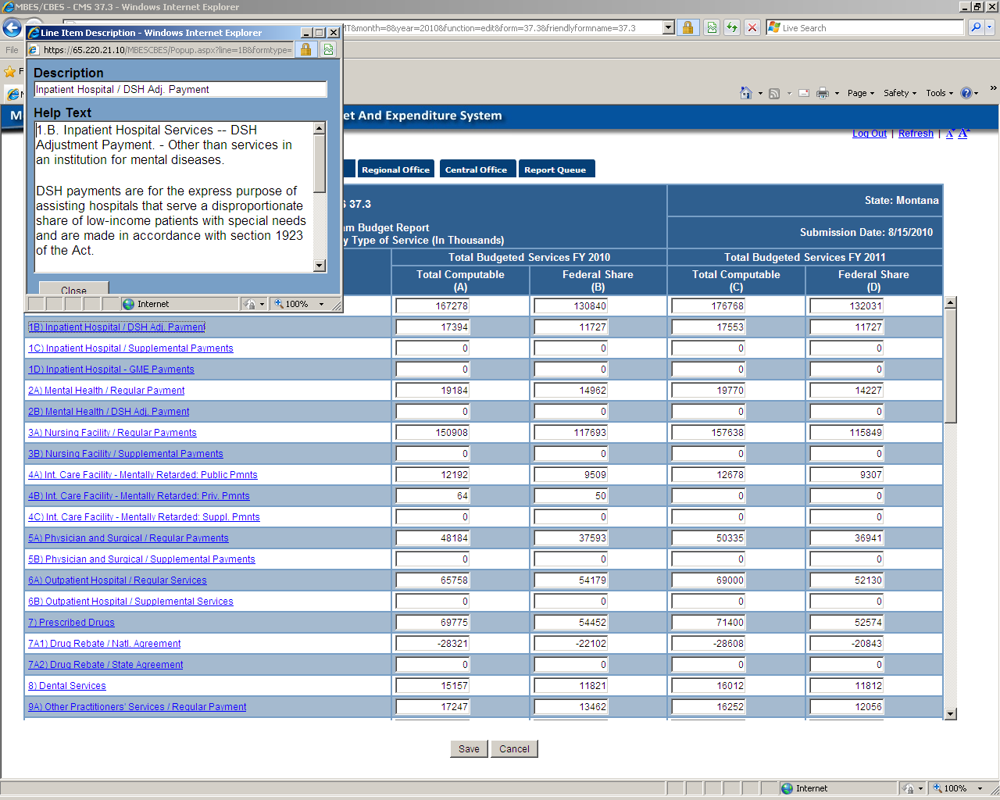 MBES/CBES - CMS 37.3 - Windows Internet Explorer
MT&month=8&year=2010&function=edit&form=37.3&friendlyformname=37.3
Live Search
File
Line Item Description - Windows Internet Explorer
https://65.220.21.10/MBESCBES/Popup.aspx?line=1B&formtype=
Description
Inpatient Hospital / DSH Adj. Payment
Help Text
1.B. Inpatient Hospital Services -- DSH
Adjustment Payment. - Other than services in
an institution for mental diseases.
DSH payments are for the express purpose of
assisting hospitals that serve a disproportionate
share of low-income patients with special needs
and are made in accordance with section 1923
of the Act.
Close
Internet
100%
Page
Safety
Tools
et And Expenditure System
Log Out | Refresh | A A
Regional Office
Central Office
Report Queue
S 37.3
State: Montana
am Budget Report
y Type of Service (In Thousands)
Submission Date: 8/15/2010
Total Budgeted Services FY 2010
Total Budgeted Services FY 2011
Total Computable (A)
Federal Share (B)
Total Computable (C)
Federal Share (D)
167278 130840 176768 132031
1B) Inpatient Hospital / DSH Adj. Payment 17394 11727 17553 11727
1C) Inpatient Hospital / Supplemental Payments 0 0 0 0
1D) Inpatient Hospital - GME Payments 0 0 0 0
2A) Mental Health / Regular Payment 19184 14962 19770 14227
2B) Mental Health / DSH Adj. Payment 0 0 0 0
3A) Nursing Facility / Regular Payments 150908 117693 157638 115849
3B) Nursing Facility / Supplemental Payments 0 0 0 0
4A) Int. Care Facility - Mentally Retarded: Public Pmnts 12192 9509 12678 9307
4B) Int. Care Facility - Mentally Retarded: Priv. Pmnts 64 50 0 0
4C) Int. Care Facility - Mentally Retarded: Suppl. Pmnts 0 0 0 0
5A) Physician and Surgical / Regular Payments 48184 37593 50335 36941
5B) Physician and Surgical / Supplemental Payments 0 0 0 0
6A) Outpatient Hospital / Regular Services 65758 54179 69000 52130
6B) Outpatient Hospital / Supplemental Services 0 0 0 0
7) Prescribed Drugs 69775 54452 71400 52574
7A1) Drug Rebate / Natl. Agreement -28321 -22102 -28608 -20843
7A2) Drug Rebate / State Agreement 0 0 0 0
8) Dental Services 15157 11821 16012 11812
9A) Other Practitioners' Services / Regular Payment 17247 13462 16252 12056
Save
Cancel
Internet
100%